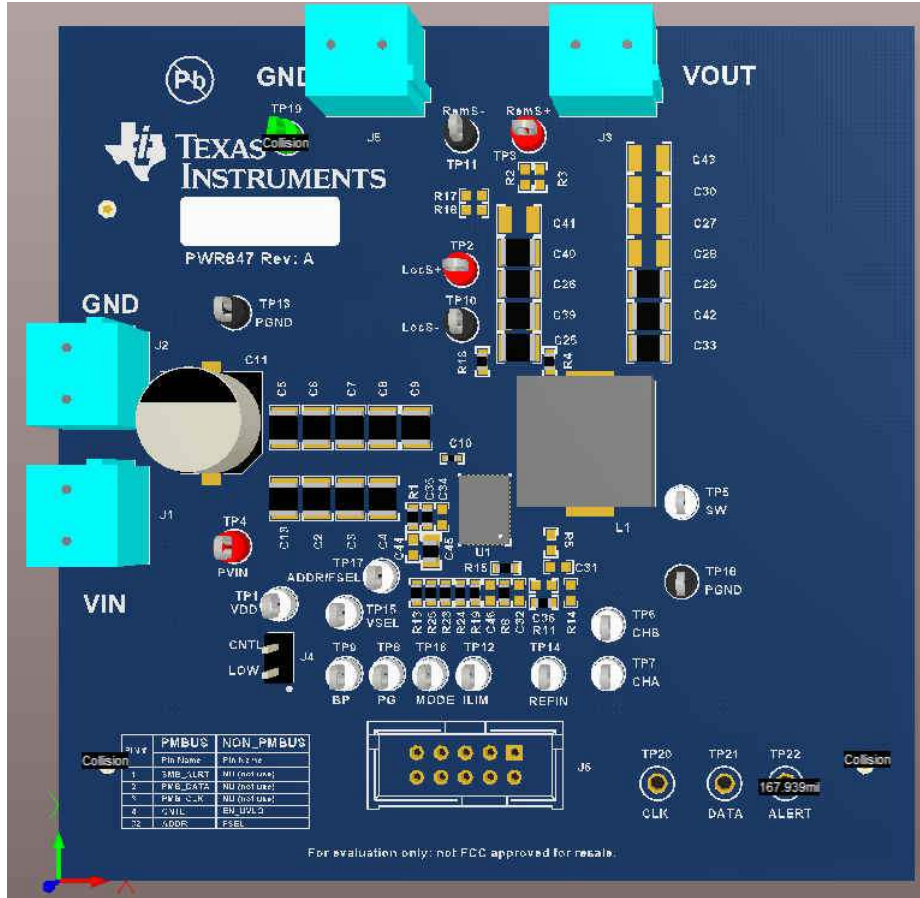 Pb
GND
VOUT
TP19
Collision
TEXAS
INSTRUMENTS
J5
RemS-
TP11
RemS+
TP3
J3
R2
R3
R17
R16
C43
C30
C27
C28
C29
C42
C33
C41
C40
C26
C39
C25
PWR847 Rev: A
TP2
LocS+
TP10
LocS-
GND
TP13
PGND
J2
C11
C5
C6
C7
C8
C9
R18
R4
C10
L1
TP5
SW
J1
C13
C2
C3
C4
R1
C35
C34
C44
C45
U1
TP4
PVIN
TP17
ADDR/FSEL
R15
R5
C31
TP16
PGND
VIN
TP1
VDD
TP15
VSEL
R13
R25
R23
R24
R19
C46
C36
R11
R14
TP6
CHB
TP7
CHA
CNTL
LOW
J4
TP9
BP
TP8
PG
TP18
MODE
TP12
ILIM
TP14
REFIN
PIN# PMBUS NON_PMBUS
Pin Name Pin Name
1 SMB_ALRT NU (not use)
2 PMB_DATA NU (not use)
3 PMB_CLK NU (not use)
4 CNTL EN_UVLO
ADDR FSEL
Collision
J6
TP20
CLK
TP21
DATA
TP22
167.939mi
ALERT
Collision
For evaluation only; not FCC approved for resale.